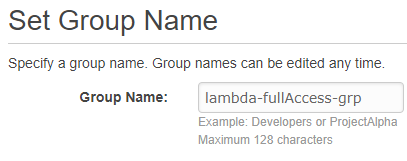 Set Group Name
Specify a group name. Group names can be edited any time.
Group Name: lambda-fullAccess-grp
Example: Developers or ProjectAlpha
Maximum 128 characters